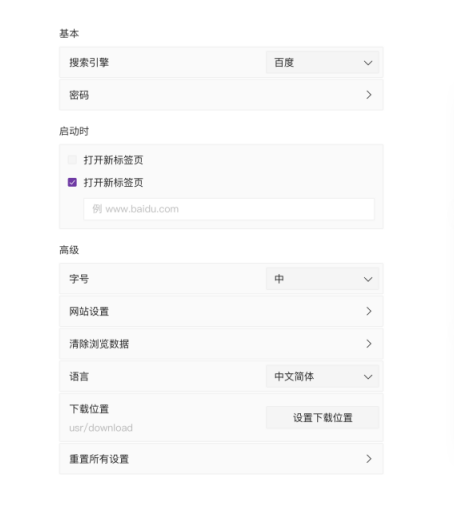 基本
搜索引擎 百度
密码
启动时
打开新标签页
打开新标签页
例 www.baidu.com
高级
字号 中
网站设置
清除浏览数据
语言 中文简体
下载位置
usr/download
设置下载位置
重置所有设置